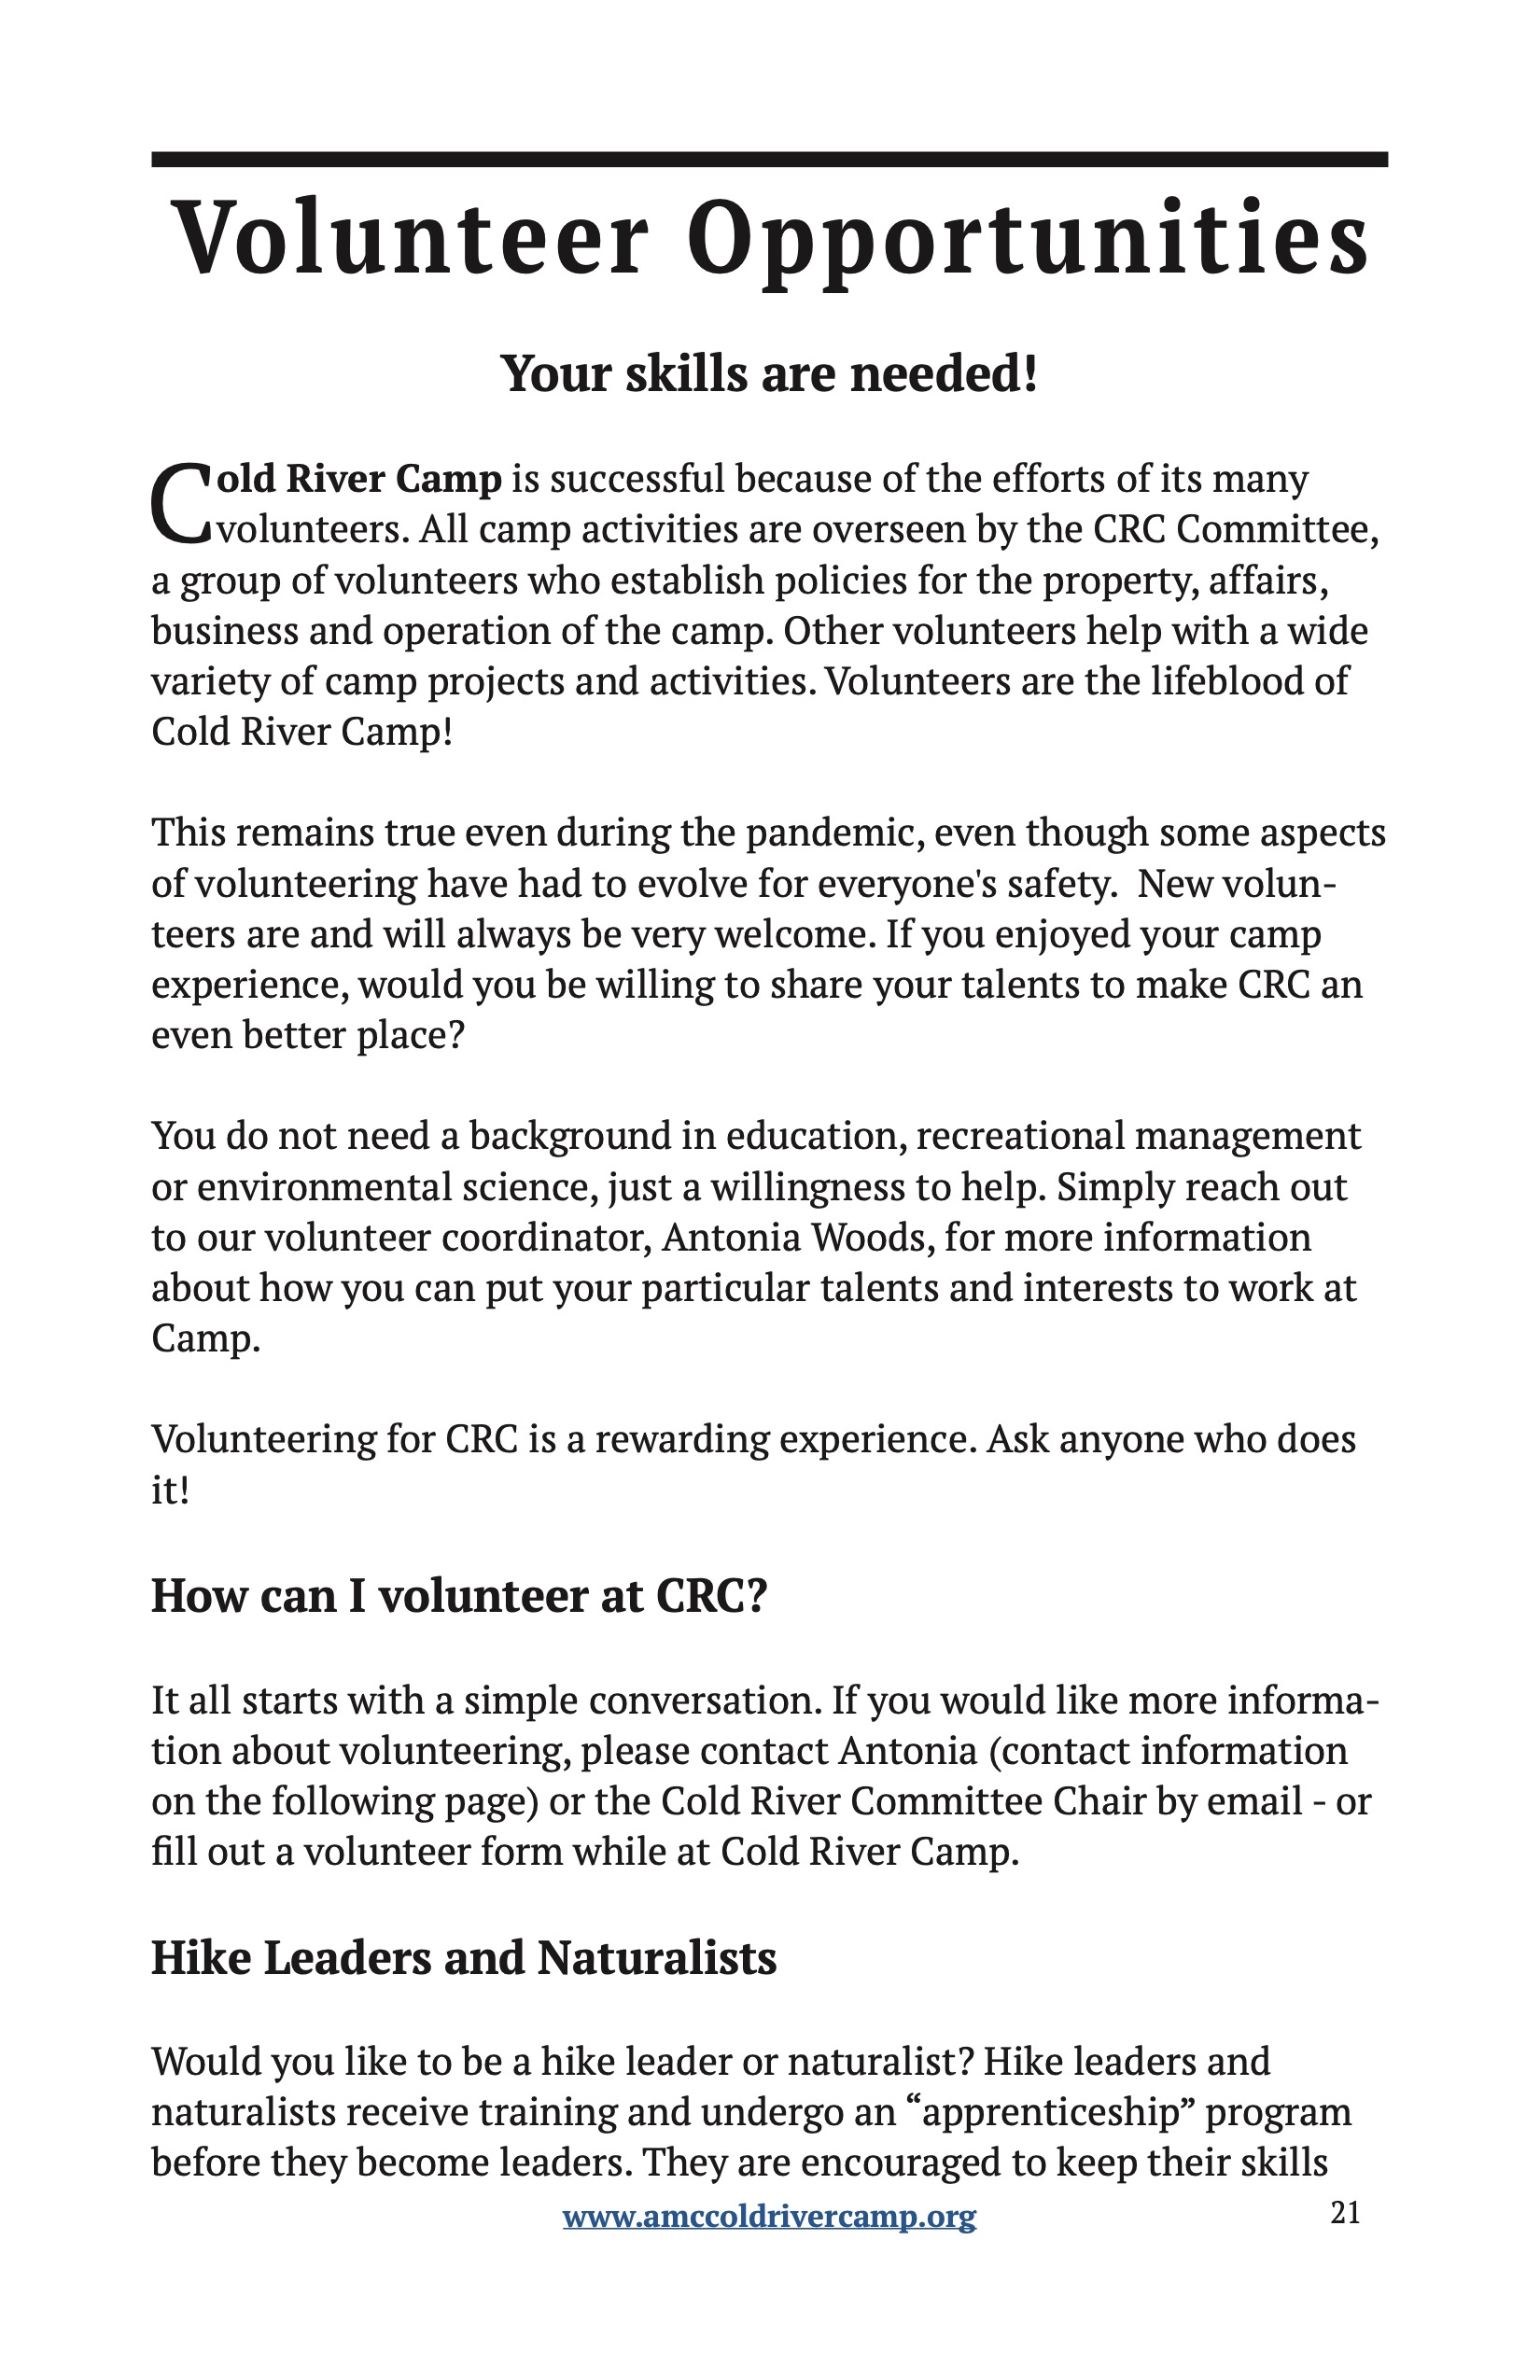 Volunteer Opportunities
Your skills are needed!
Cold River Camp is successful because of the efforts of its many
volunteers. All camp activities are overseen by the CRC Committee,
a group of volunteers who establish policies for the property, affairs,
business and operation of the camp. Other volunteers help with a wide
variety of camp projects and activities. Volunteers are the lifeblood of
Cold River Camp!
This remains true even during the pandemic, even though some aspects
of volunteering have had to evolve for everyone's safety.  New volun-
teers are and will always be very welcome. If you enjoyed your camp
experience, would you be willing to share your talents to make CRC an
even better place?
You do not need a background in education, recreational management
or environmental science, just a willingness to help. Simply reach out
to our volunteer coordinator, Antonia Woods, for more information
about how you can put your particular talents and interests to work at
Camp.
Volunteering for CRC is a rewarding experience. Ask anyone who does
it!
How can I volunteer at CRC?
It all starts with a simple conversation. If you would like more informa-
tion about volunteering, please contact Antonia (contact information
on the following page) or the Cold River Committee Chair by email - or
fill out a volunteer form while at Cold River Camp.
Hike Leaders and Naturalists
Would you like to be a hike leader or naturalist? Hike leaders and
naturalists receive training and undergo an “apprenticeship” program
before they become leaders. They are encouraged to keep their skills
www.amccoldrivercamp.org
21